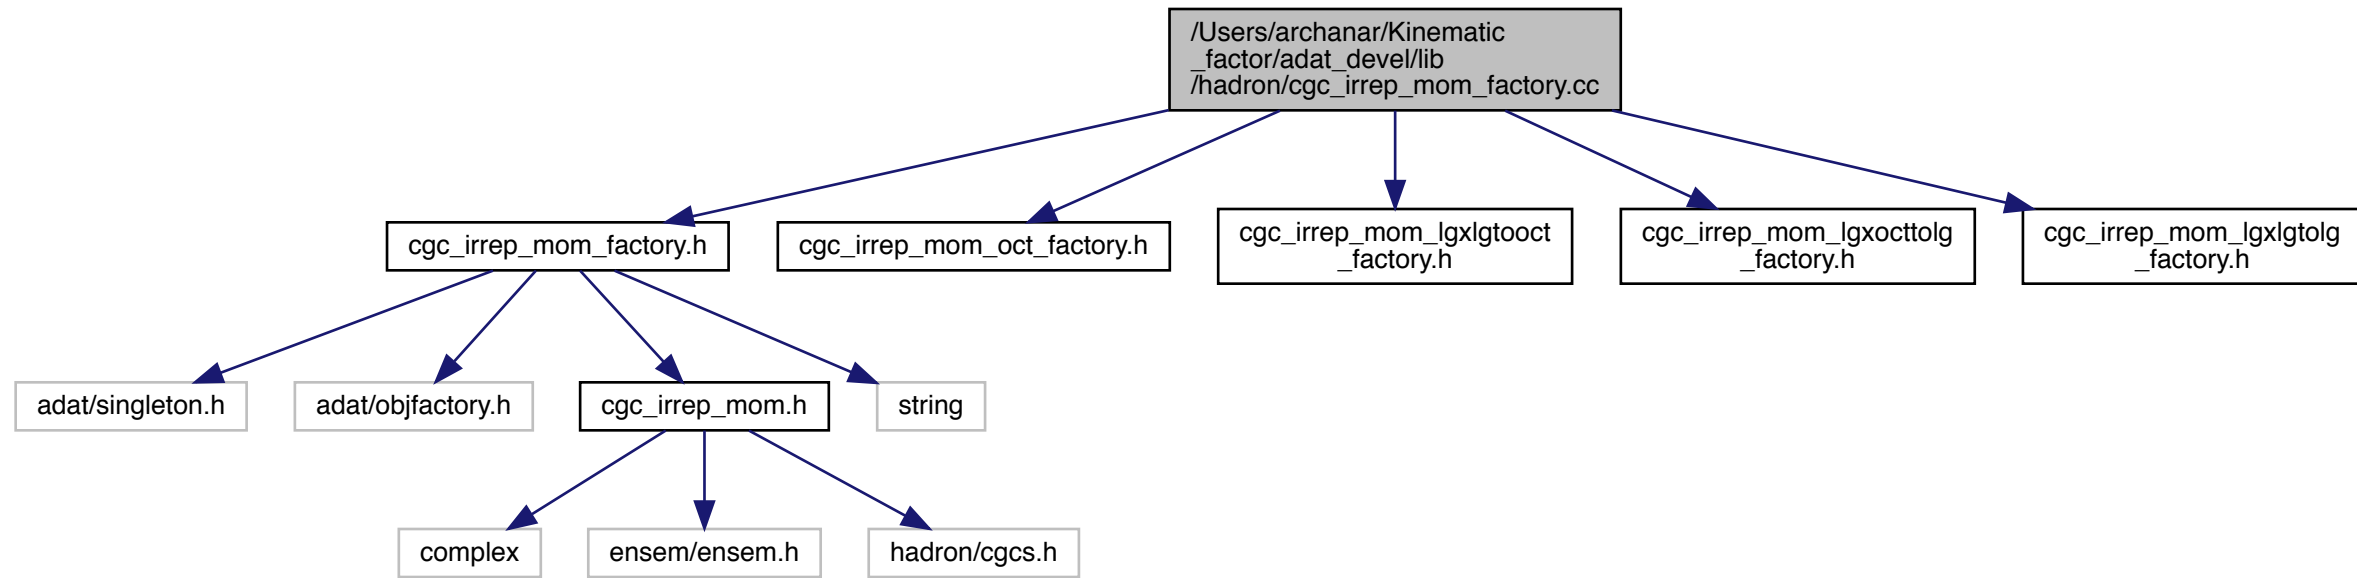 /Users/archanar/Kinematic
_factor/adat_devel/lib
/hadron/cgc_irrep_mom_factory.cc
cgc_irrep_mom_factory.h
cgc_irrep_mom_oct_factory.h
cgc_irrep_mom_lgxlgtooct
_factory.h
cgc_irrep_mom_lgxocttolg
_factory.h
cgc_irrep_mom_lgxlgtolg
_factory.h
adat/singleton.h
adat/objfactory.h
cgc_irrep_mom.h
string
complex
ensem/ensem.h
hadron/cgcs.h